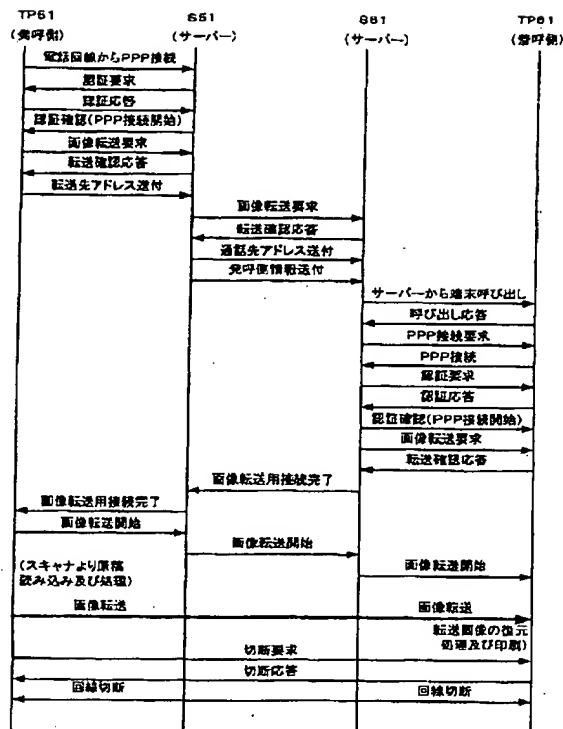 TP51
S51
S61
TP61
(発呼側)
(サーバー)
(サーバー)
(着呼側)
電話回線からPPP接続
認証要求
認証応答
認証確認(PPP接続開始)
画像転送要求
転送確認応答
転送先アドレス送付
画像転送要求
転送確認応答
通話先アドレス送付
発呼側情報送付
サーバーから端末呼び出し
呼び出し応答
PPP接続要求
PPP接続
認証要求
認証応答
認証確認(PPP接続開始)
画像転送要求
転送確認応答
画像転送用接続完了
画像転送用接続完了
画像転送開始
画像転送開始
画像転送開始
(スキャナより原稿
読み込み及び処理)
画像転送
画像転送
転送画像の復元
処理及び印刷)
切断要求
切断応答
回線切断
回線切断